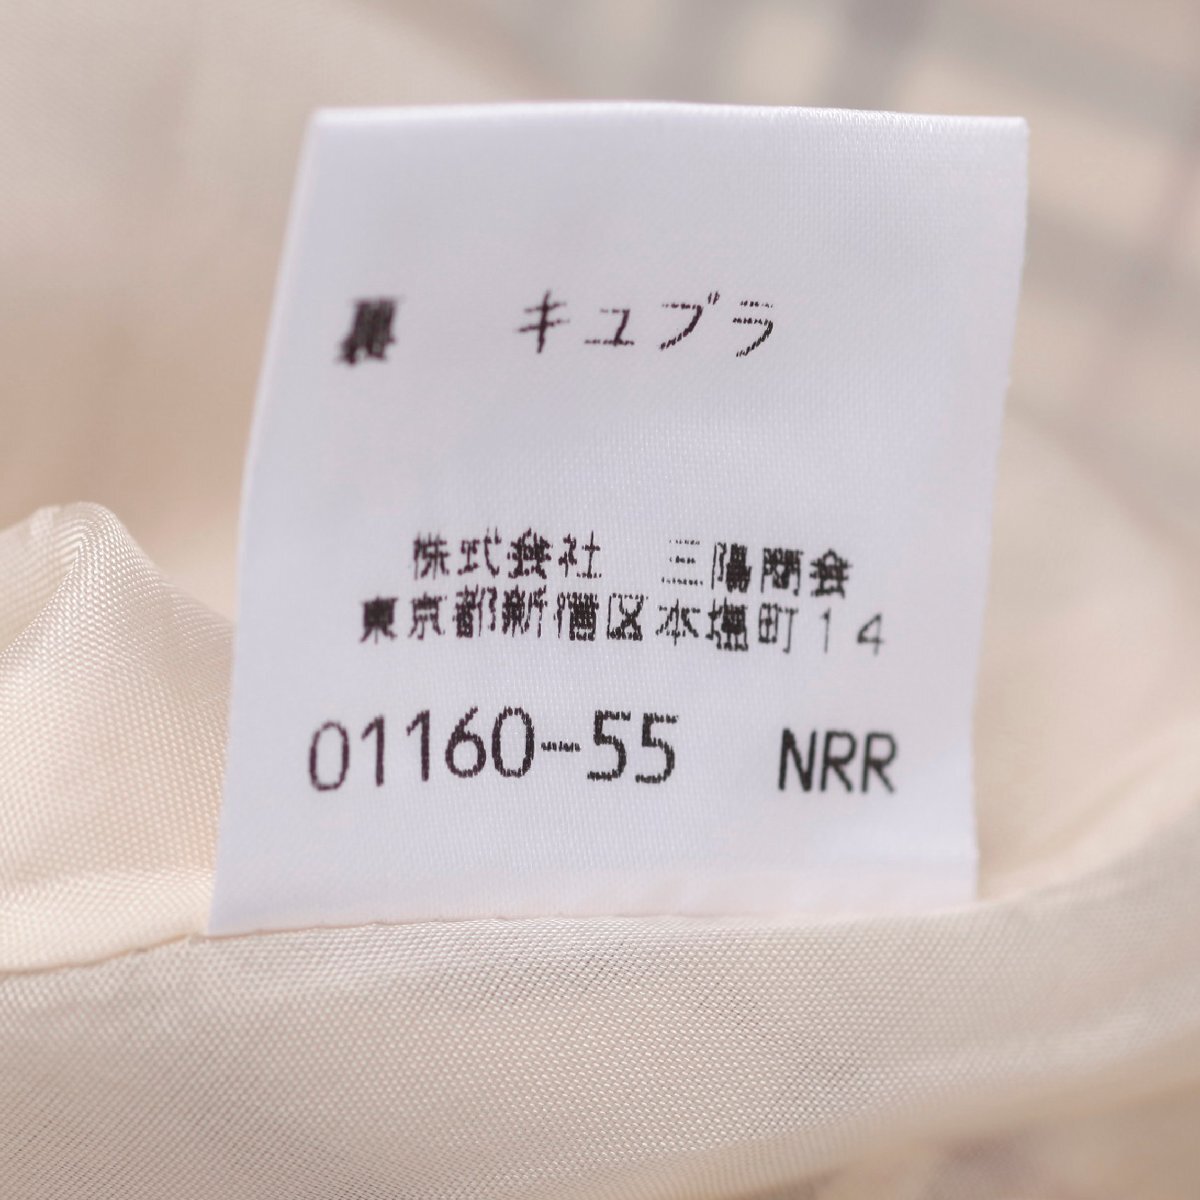 裏　キュプラ
株式会社　三陽商会
東京都新宿区本塩町14
01160-55　NRR